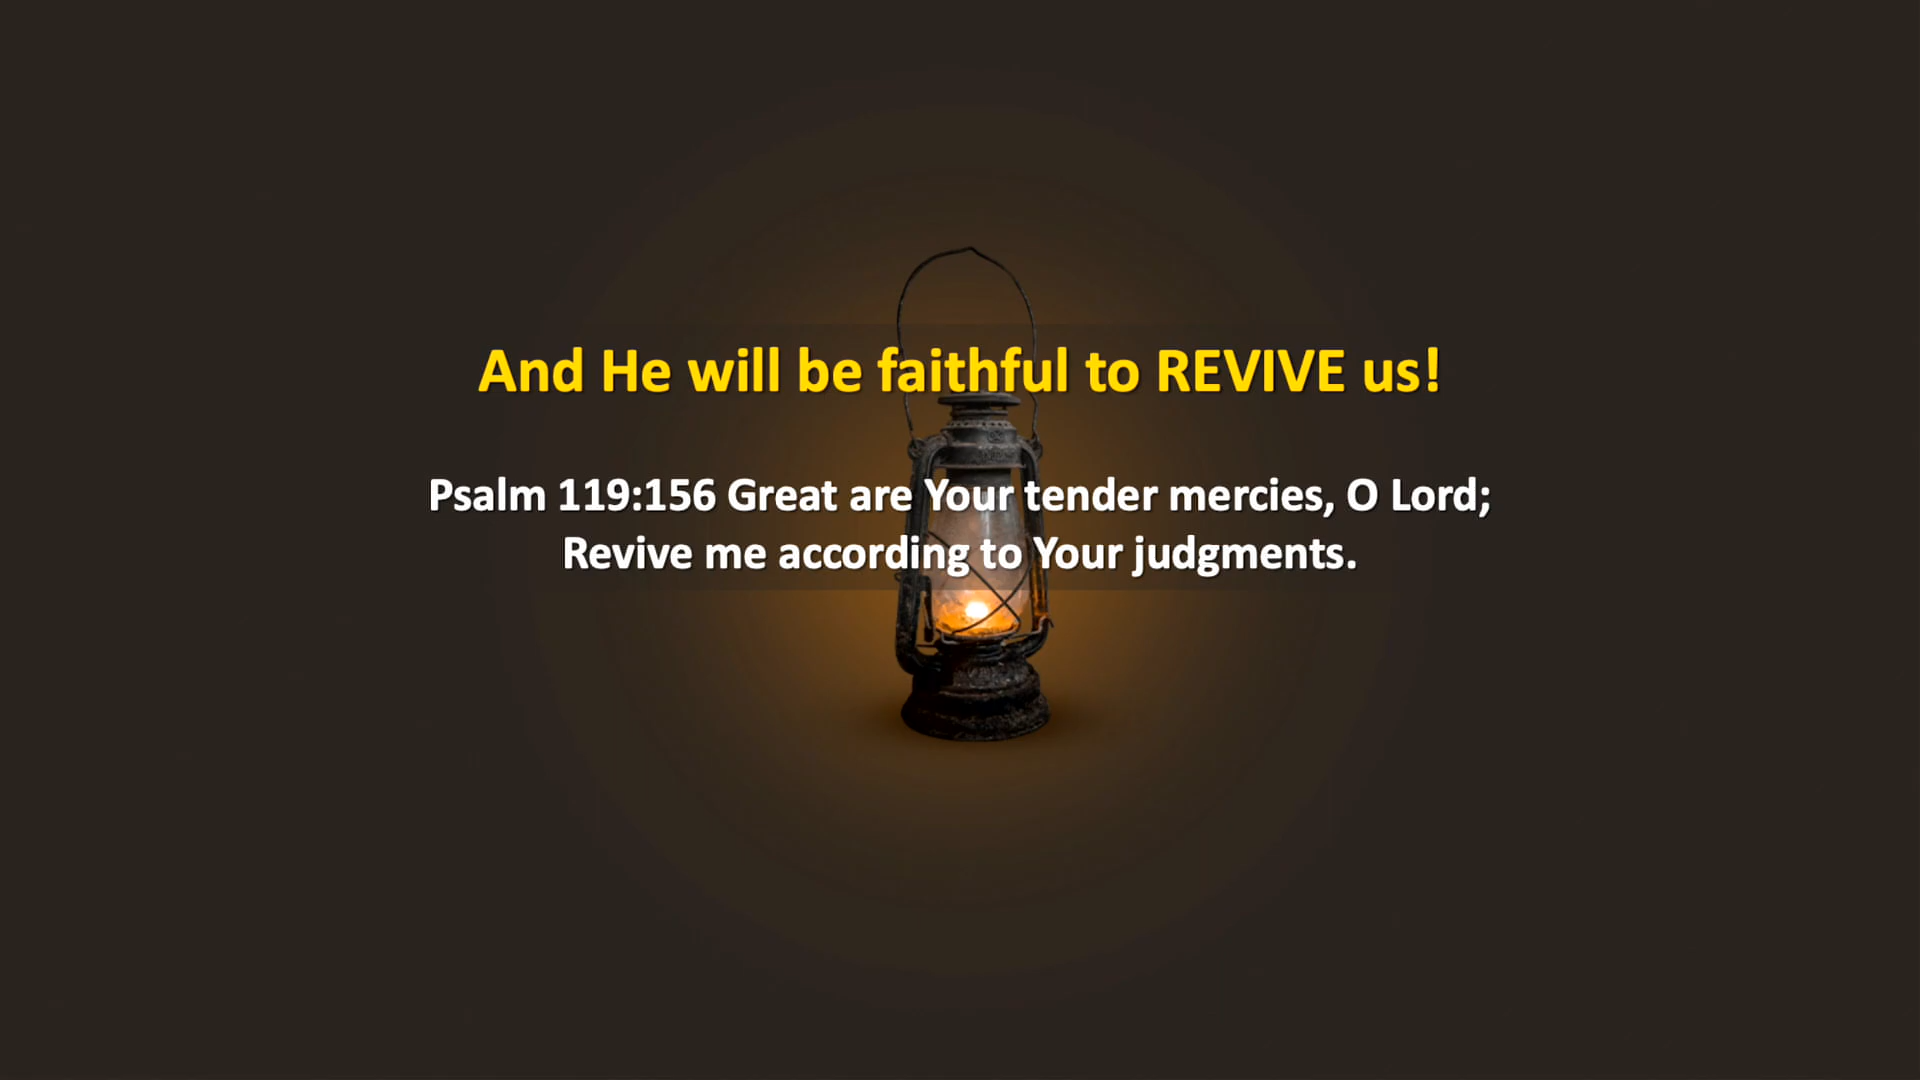 And He will be faithful to REVIVE us!
Psalm 119:156 Great are Your tender mercies, O Lord;
Revive me according to Your judgments.